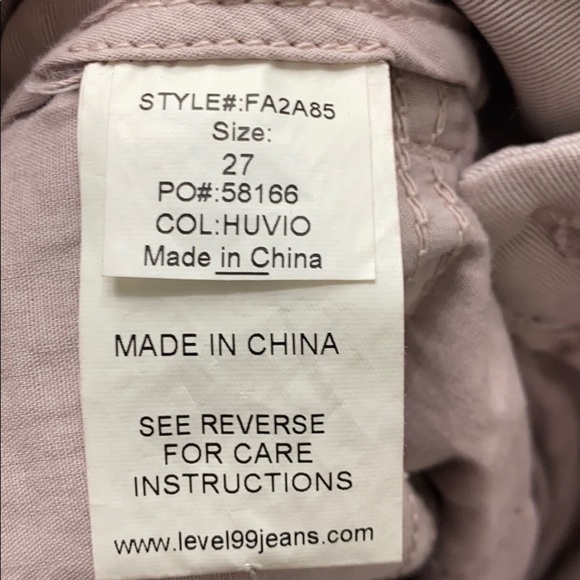 STYLE#:FA2A85
Size:
27
PO#:58166
COL:HUVIO
Made in China
MADE IN CHINA
SEE REVERSE
FOR CARE
INSTRUCTIONS
www.level99jeans.com